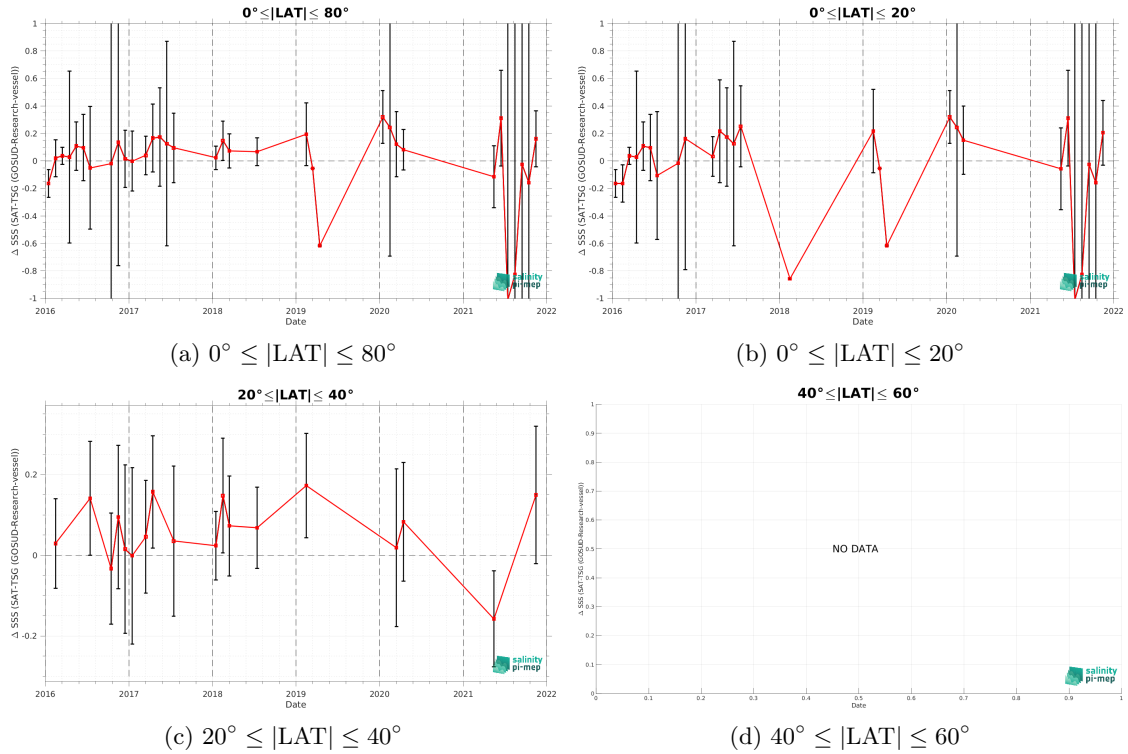 0°≤|LAT|≤ 80°
1
0.8
0.6
0.4
0.2
0
-0.2
-0.4
-0.6
-0.8
-1
Δ SSS (SAT-TSG (GOSUD-Research-vessel))
2016
2017
2018
2019
2020
2021
2022
Date
salinity
pi-mep
(a) 0° ≤ |LAT| ≤ 80°
0°≤|LAT|≤ 20°
1
0.8
0.6
0.4
0.2
0
-0.2
-0.4
-0.6
-0.8
-1
Δ SSS (SAT-TSG (GOSUD-Research-vessel))
2016
2017
2018
2019
2020
2021
2022
Date
salinity
pi-mep
(b) 0° ≤ |LAT| ≤ 20°
20°≤|LAT|≤ 40°
0.2
0
-0.2
Δ SSS (SAT-TSG (GOSUD-Research-vessel))
2016
2017
2018
2019
2020
2021
2022
Date
salinity
pi-mep
(c) 20° ≤ |LAT| ≤ 40°
40°≤|LAT|≤ 60°
1
0.9
0.8
0.7
0.6
0.5
0.4
0.3
0.2
0.1
0
Δ SSS (SAT-TSG (GOSUD-Research-vessel))
NO DATA
0
0.1
0.2
0.3
0.4
0.5
0.6
0.7
0.8
0.9
1
Date
salinity
pi-mep
(d) 40° ≤ |LAT| ≤ 60°